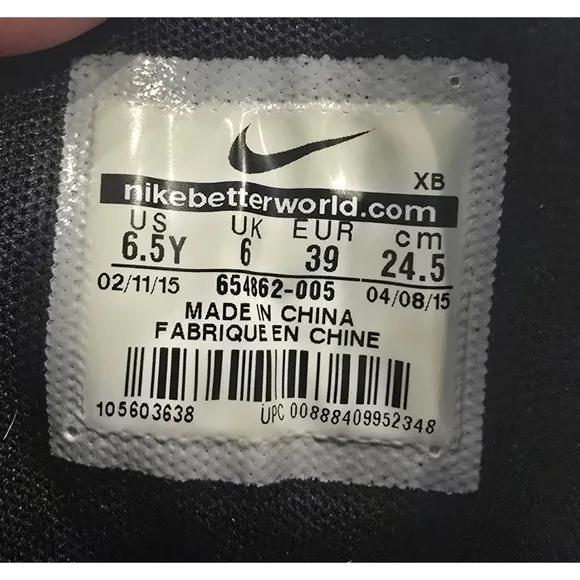 XB
nikebetterworld.com
US UK EUR cm
6.5Y 6 39 24.5
02/11/15 654862-005 04/08/15
MADE IN CHINA
FABRIQUE EN CHINE
105603638 UPC 00888409952348